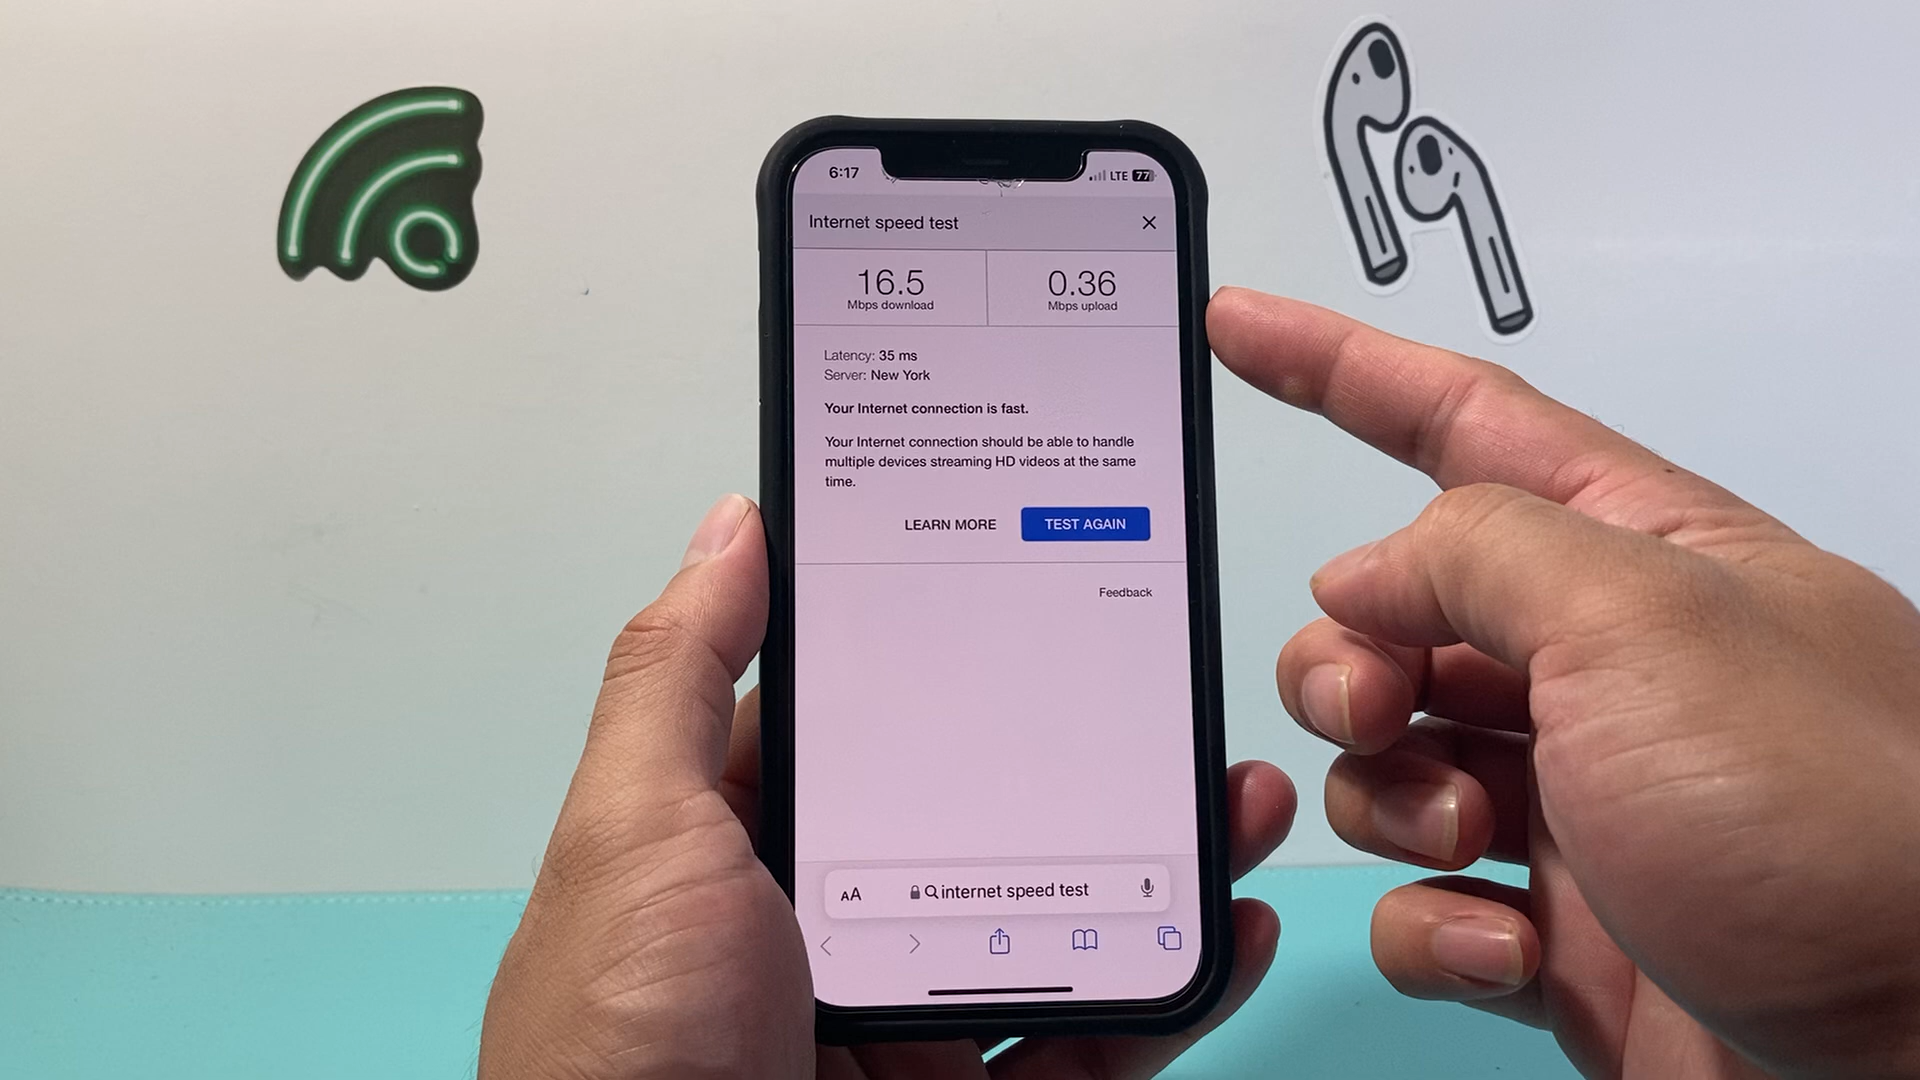 6:17
LTE 77
Internet speed test
16.5
Mbps download
0.36
Mbps upload
Latency: 35 ms
Server: New York
Your Internet connection is fast.
Your Internet connection should be able to handle
multiple devices streaming HD videos at the same
time.
LEARN MORE
TEST AGAIN
Feedback
AA
internet speed test